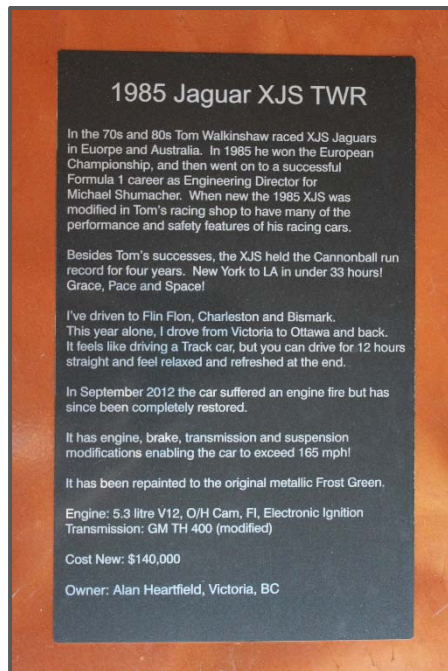 1985 Jaguar XJS TWR
In the 70s and 80s Tom Walkinshaw raced XJS Jaguars
in Euorpe and Australia. In 1985 he won the European
Championship, and then went on to a successful
Formula 1 career as Engineering Director for
Michael Shumacher. When new the 1985 XJS was
modified in Tom's racing shop to have many of the
performance and safety features of his racing cars.
Besides Tom's successes, the XJS held the Cannonball run
record for four years. New York to LA in under 33 hours!
Grace, Pace and Space!
I've driven to Flin Flon, Charleston and Bismark.
This year alone, I drove from Victoria to Ottawa and back.
It feels like driving a Track car, but you can drive for 12 hours
straight and feel relaxed and refreshed at the end.
In September 2012 the car suffered an engine fire but has
since been completely restored.
It has engine, brake, transmission and suspension
modifications enabling the car to exceed 165 mph!
It has been repainted to the original metallic Frost Green.
Engine: 5.3 litre V12, O/H Cam, FI, Electronic Ignition
Transmission: GM TH 400 (modified)
Cost New: $140,000
Owner: Alan Heartfield, Victoria, BC